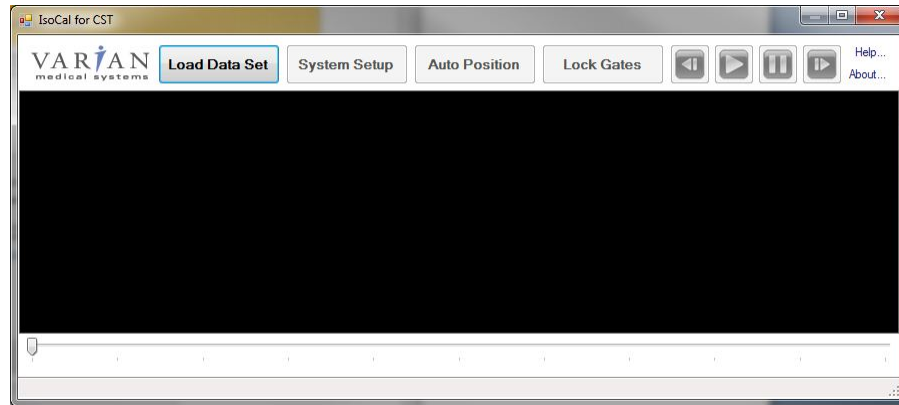 IsoCal for CST
VARIAN
medical systems
Load Data Set
System Setup
Auto Position
Lock Gates
Help...
About...